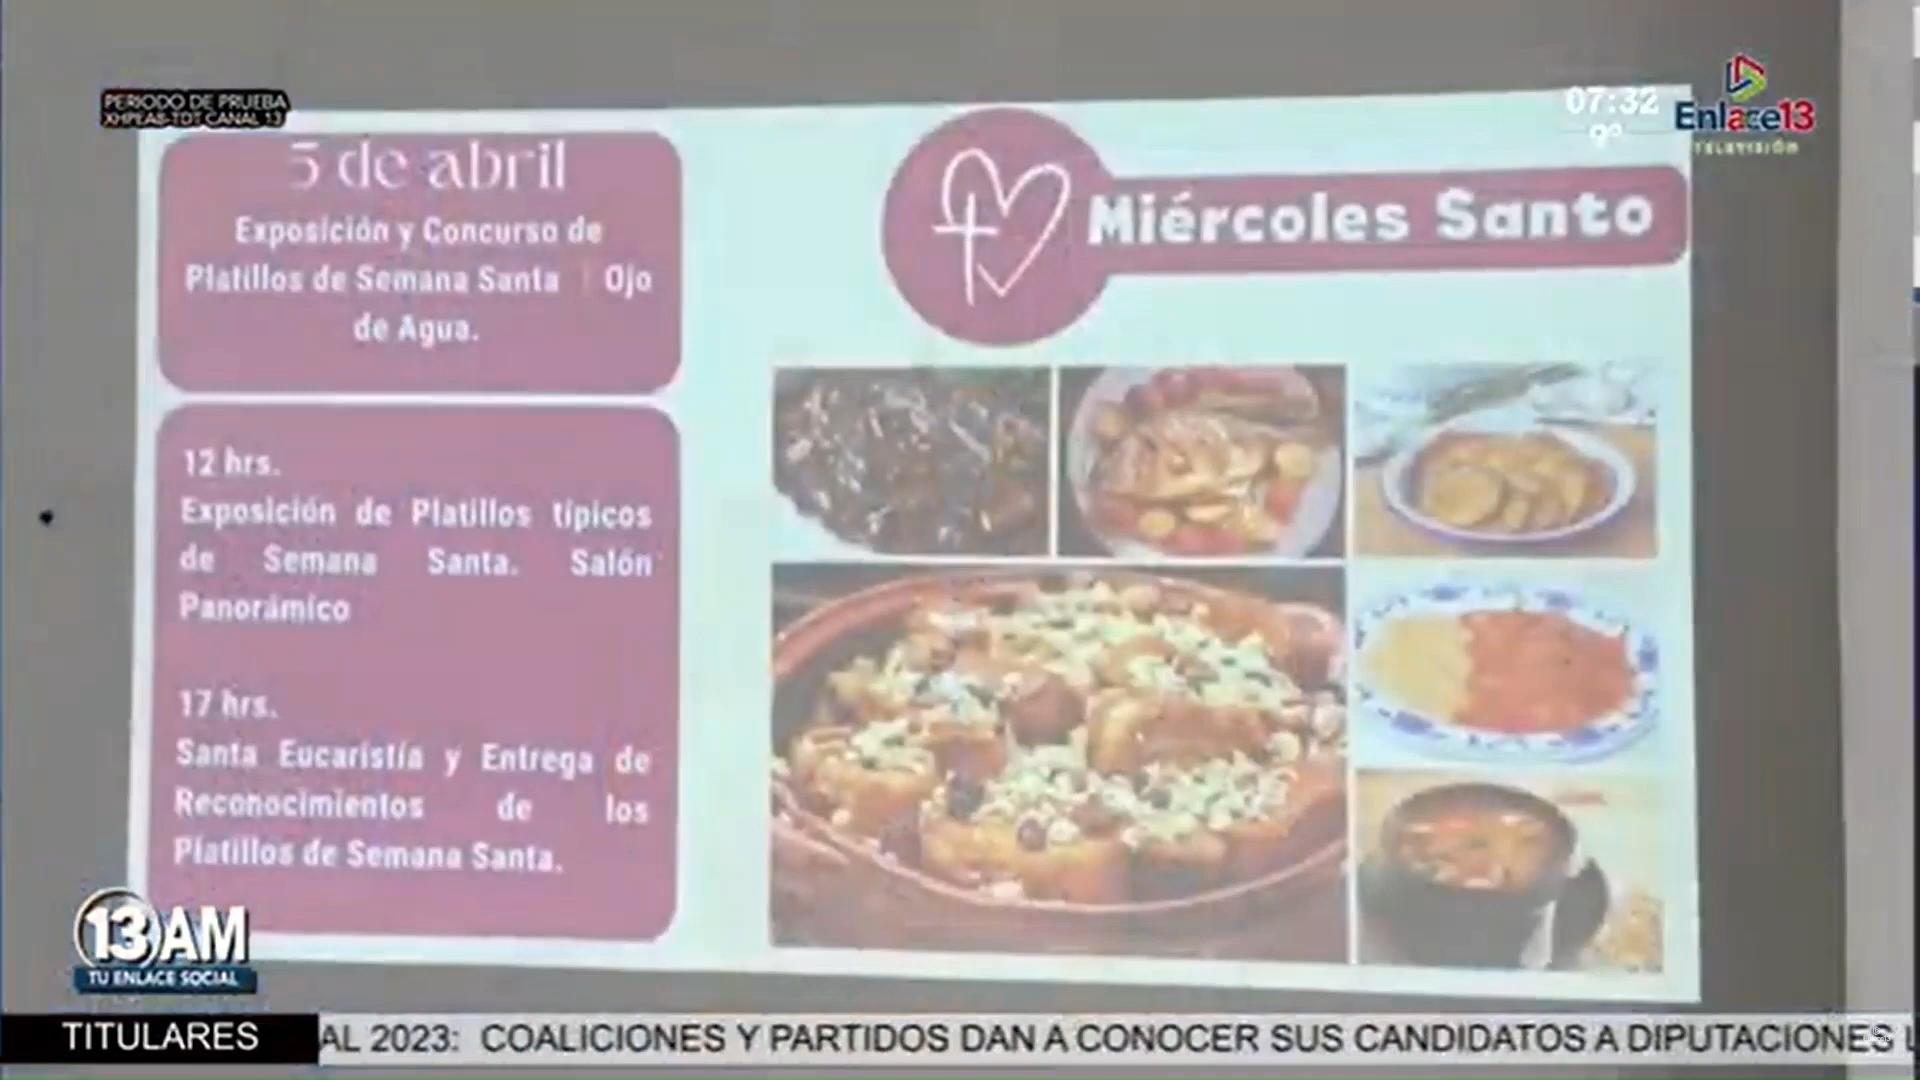 PERIODO DE PRUEBA
XHPEAB-TDT CANAL 13
07:32
9°
Enlace13
TELEVISIÓN
5 de abril
Exposición y Concurso de
Platillos de Semana Santa | Ojo
de Agua.
Miércoles Santo
12 hrs.
Exposición de Platillos típicos
de Semana Santa. Salón
Panorámico
17 hrs.
Santa Eucaristía y Entrega de
Reconocimientos de los
Platillos de Semana Santa.
13AM
TU ENLACE SOCIAL
TITULARES
AL 2023: COALICIONES Y PARTIDOS DAN A CONOCER SUS CANDIDATOS A DIPUTACIONES L